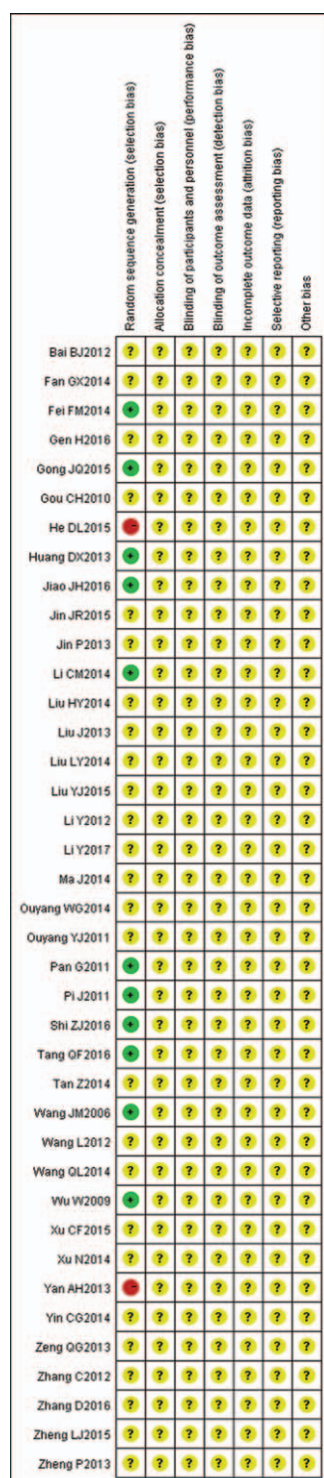 Random sequence generation (selection bias)
Allocation concealment (selection bias)
Blinding of participants and personnel (performance bias)
Blinding of outcome assessment (detection bias)
Incomplete outcome data (attrition bias)
Selective reporting (reporting bias)
Other bias
Bai BJ2012 ? ? ? ? ? ? ?
Fan GX2014 ? ? ? ? ? ? ?
Fei FM2014 + ? ? ? ? ? ?
Gen H2016 ? ? ? ? ? ? ?
Gong JQ2015 + ? ? ? ? ? ?
Gou CH2010 ? ? ? ? ? ? ?
He DL2015 - ? ? ? ? ? ?
Huang DX2013 + ? ? ? ? ? ?
Jiao JH2016 + ? ? ? ? ? ?
Jin JR2015 ? ? ? ? ? ? ?
Jin P2013 ? ? ? ? ? ? ?
Li CM2014 + ? ? ? ? ? ?
Liu HY2014 ? ? ? ? ? ? ?
Liu J2013 ? ? ? ? ? ? ?
Liu LY2014 ? ? ? ? ? ? ?
Liu YJ2015 ? ? ? ? ? ? ?
Li Y2012 ? ? ? ? ? ? ?
Li Y2017 ? ? ? ? ? ? ?
Ma J2014 ? ? ? ? ? ? ?
Ouyang WG2014 ? ? ? ? ? ? ?
Ouyang YJ2011 ? ? ? ? ? ? ?
Pan G2011 + ? ? ? ? ? ?
Pi J2011 + ? ? ? ? ? ?
Shi ZJ2016 + ? ? ? ? ? ?
Tang QF2016 + ? ? ? ? ? ?
Tan Z2014 ? ? ? ? ? ? ?
Wang JM2006 + ? ? ? ? ? ?
Wang L2012 ? ? ? ? ? ? ?
Wang QL2014 ? ? ? ? ? ? ?
Wu W2009 + ? ? ? ? ? ?
Xu CF2015 ? ? ? ? ? ? ?
Xu N2014 ? ? ? ? ? ? ?
Yan AH2013 - ? ? ? ? ? ?
Yin CG2014 ? ? ? ? ? ? ?
Zeng QG2013 ? ? ? ? ? ? ?
Zhang C2012 ? ? ? ? ? ? ?
Zhang D2016 ? ? ? ? ? ? ?
Zheng LJ2015 ? ? ? ? ? ? ?
Zheng P2013 ? ? ? ? ? ? ?